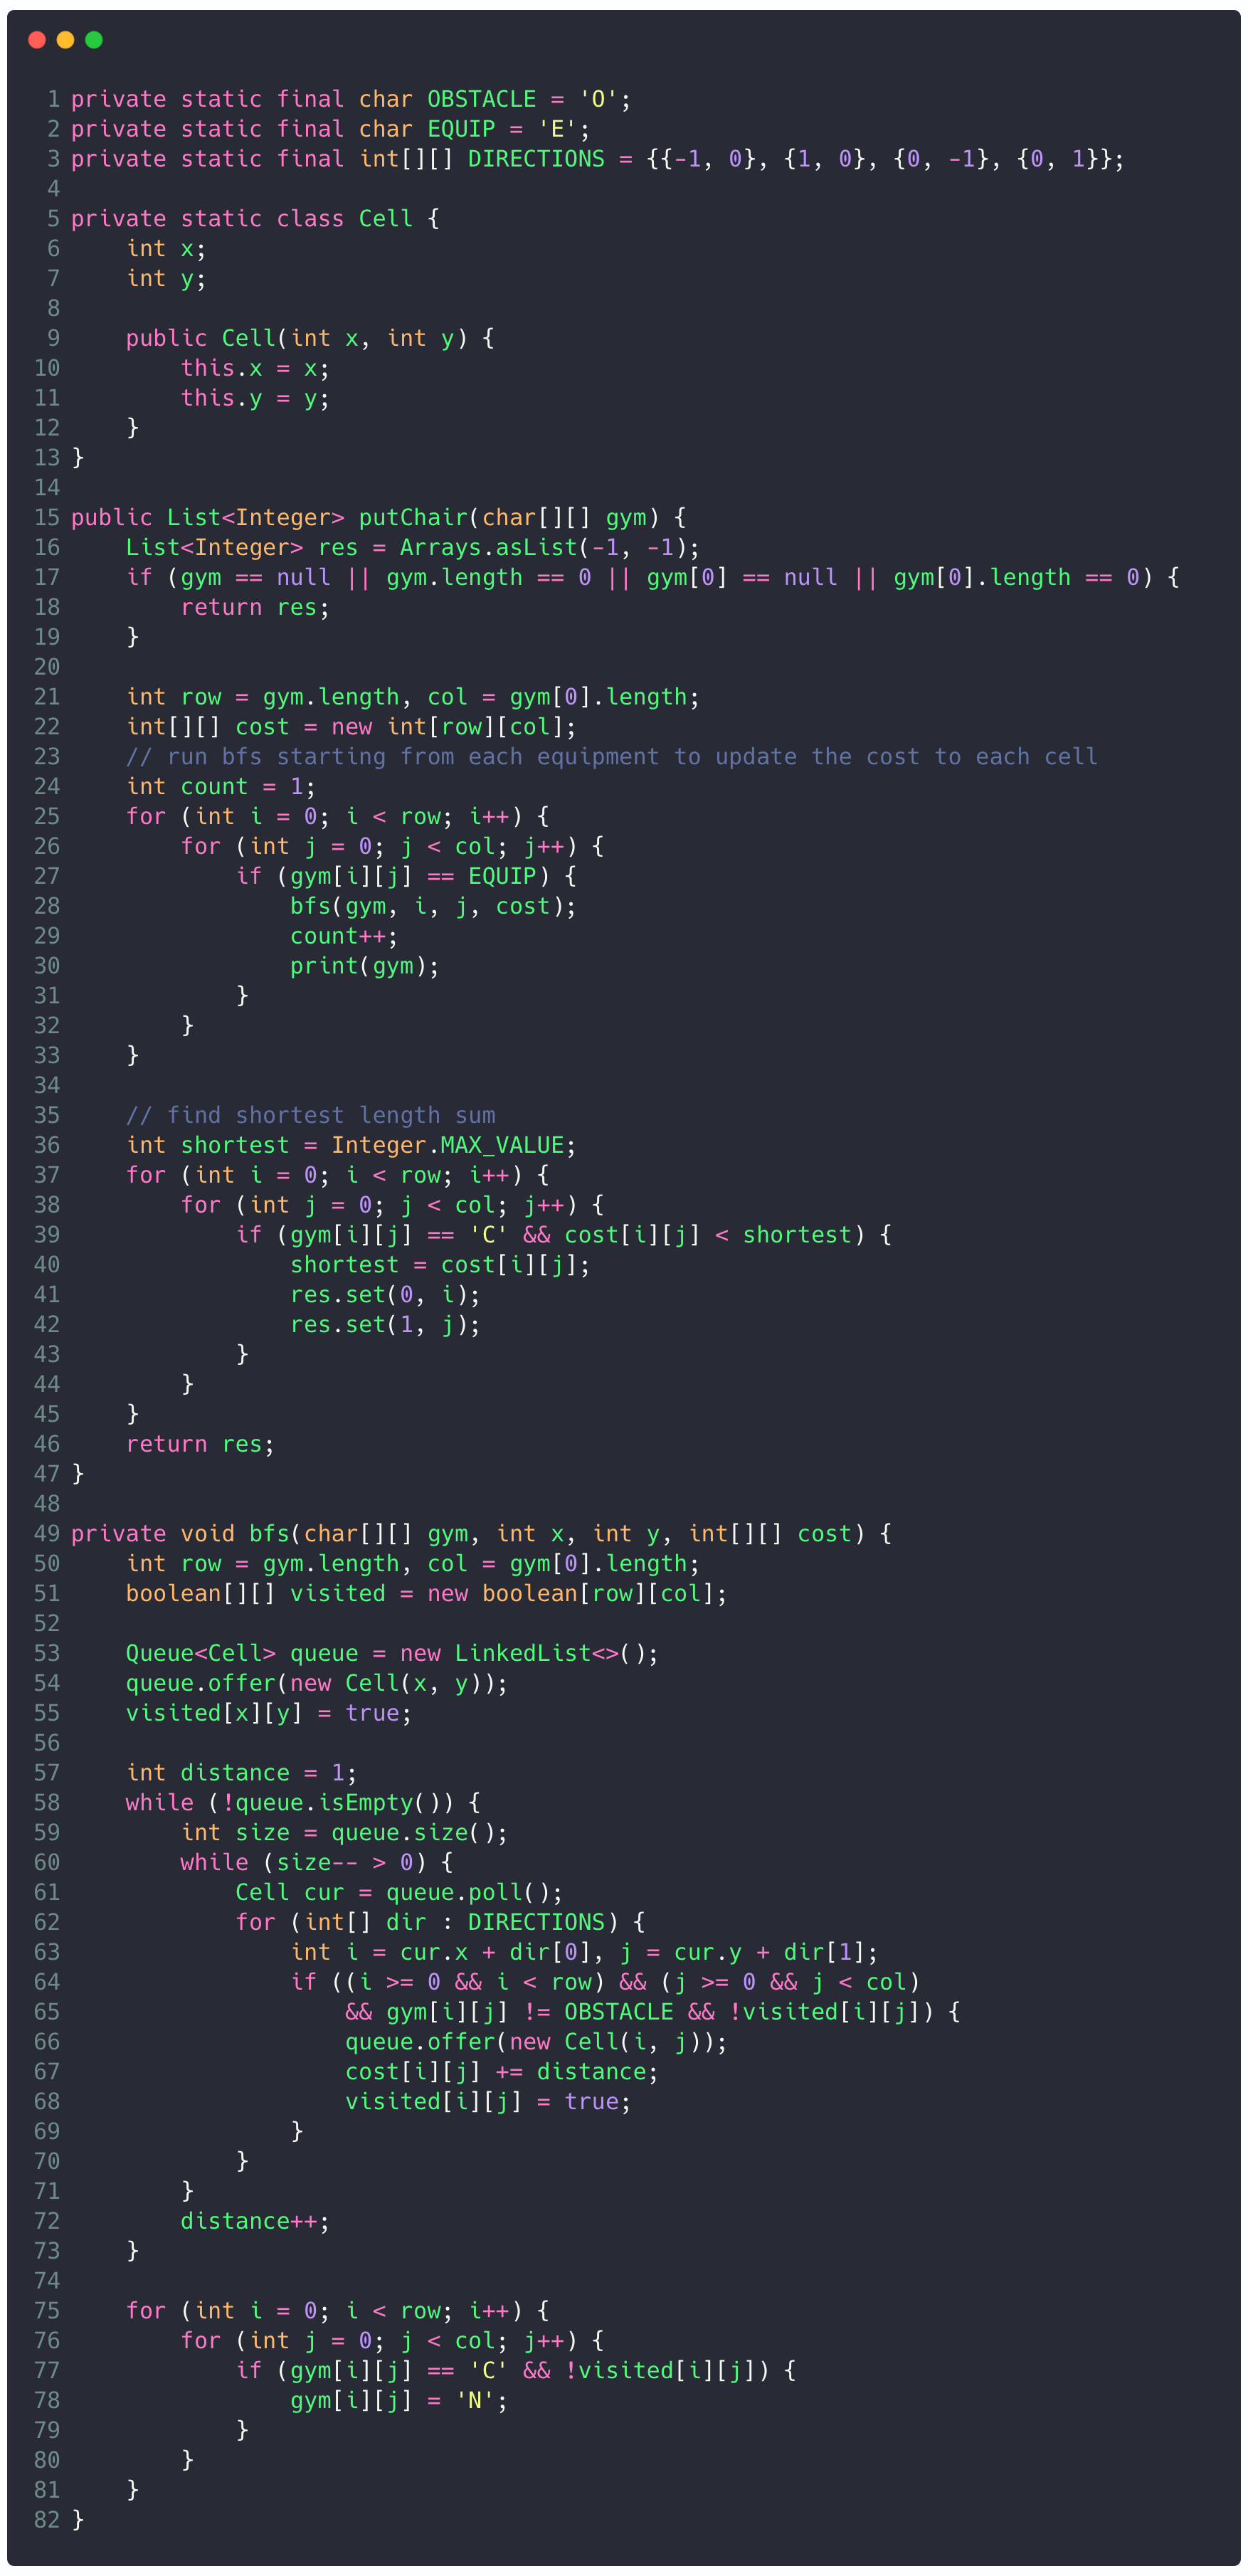 1 private static final char OBSTACLE = 'O';
2 private static final char EQUIP = 'E';
3 private static final int[][] DIRECTIONS = {{-1, 0}, {1, 0}, {0, -1}, {0, 1}};
4
5 private static class Cell {
6     int x;
7     int y;
8
9     public Cell(int x, int y) {
10         this.x = x;
11         this.y = y;
12     }
13 }
14
15 public List<Integer> putChair(char[][] gym) {
16     List<Integer> res = Arrays.asList(-1, -1);
17     if (gym == null || gym.length == 0 || gym[0] == null || gym[0].length == 0) {
18         return res;
19     }
20
21     int row = gym.length, col = gym[0].length;
22     int[][] cost = new int[row][col];
23     // run bfs starting from each equipment to update the cost to each cell
24     int count = 1;
25     for (int i = 0; i < row; i++) {
26         for (int j = 0; j < col; j++) {
27             if (gym[i][j] == EQUIP) {
28                 bfs(gym, i, j, cost);
29                 count++;
30                 print(gym);
31             }
32         }
33     }
34
35     // find shortest length sum
36     int shortest = Integer.MAX_VALUE;
37     for (int i = 0; i < row; i++) {
38         for (int j = 0; j < col; j++) {
39             if (gym[i][j] == 'C' && cost[i][j] < shortest) {
40                 shortest = cost[i][j];
41                 res.set(0, i);
42                 res.set(1, j);
43             }
44         }
45     }
46     return res;
47 }
48
49 private void bfs(char[][] gym, int x, int y, int[][] cost) {
50     int row = gym.length, col = gym[0].length;
51     boolean[][] visited = new boolean[row][col];
52
53     Queue<Cell> queue = new LinkedList<>();
54     queue.offer(new Cell(x, y));
55     visited[x][y] = true;
56
57     int distance = 1;
58     while (!queue.isEmpty()) {
59         int size = queue.size();
60         while (size-- > 0) {
61             Cell cur = queue.poll();
62             for (int[] dir : DIRECTIONS) {
63                 int i = cur.x + dir[0], j = cur.y + dir[1];
64                 if ((i >= 0 && i < row) && (j >= 0 && j < col)
65                     && gym[i][j] != OBSTACLE && !visited[i][j]) {
66                     queue.offer(new Cell(i, j));
67                     cost[i][j] += distance;
68                     visited[i][j] = true;
69                 }
70             }
71         }
72         distance++;
73     }
74
75     for (int i = 0; i < row; i++) {
76         for (int j = 0; j < col; j++) {
77             if (gym[i][j] == 'C' && !visited[i][j]) {
78                 gym[i][j] = 'N';
79             }
80         }
81     }
82 }